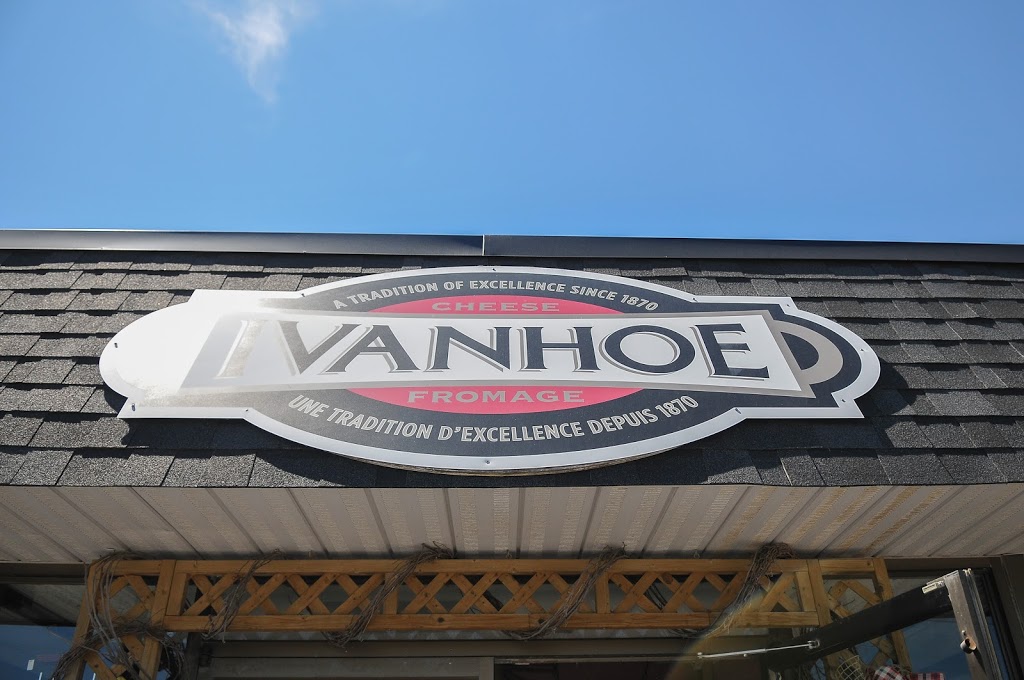 A TRADITION OF EXCELLENCE SINCE 1870
CHEESE
IVANHOE
FROMAGE
UNE TRADITION D'EXCELLENCE DEPUIS 1870